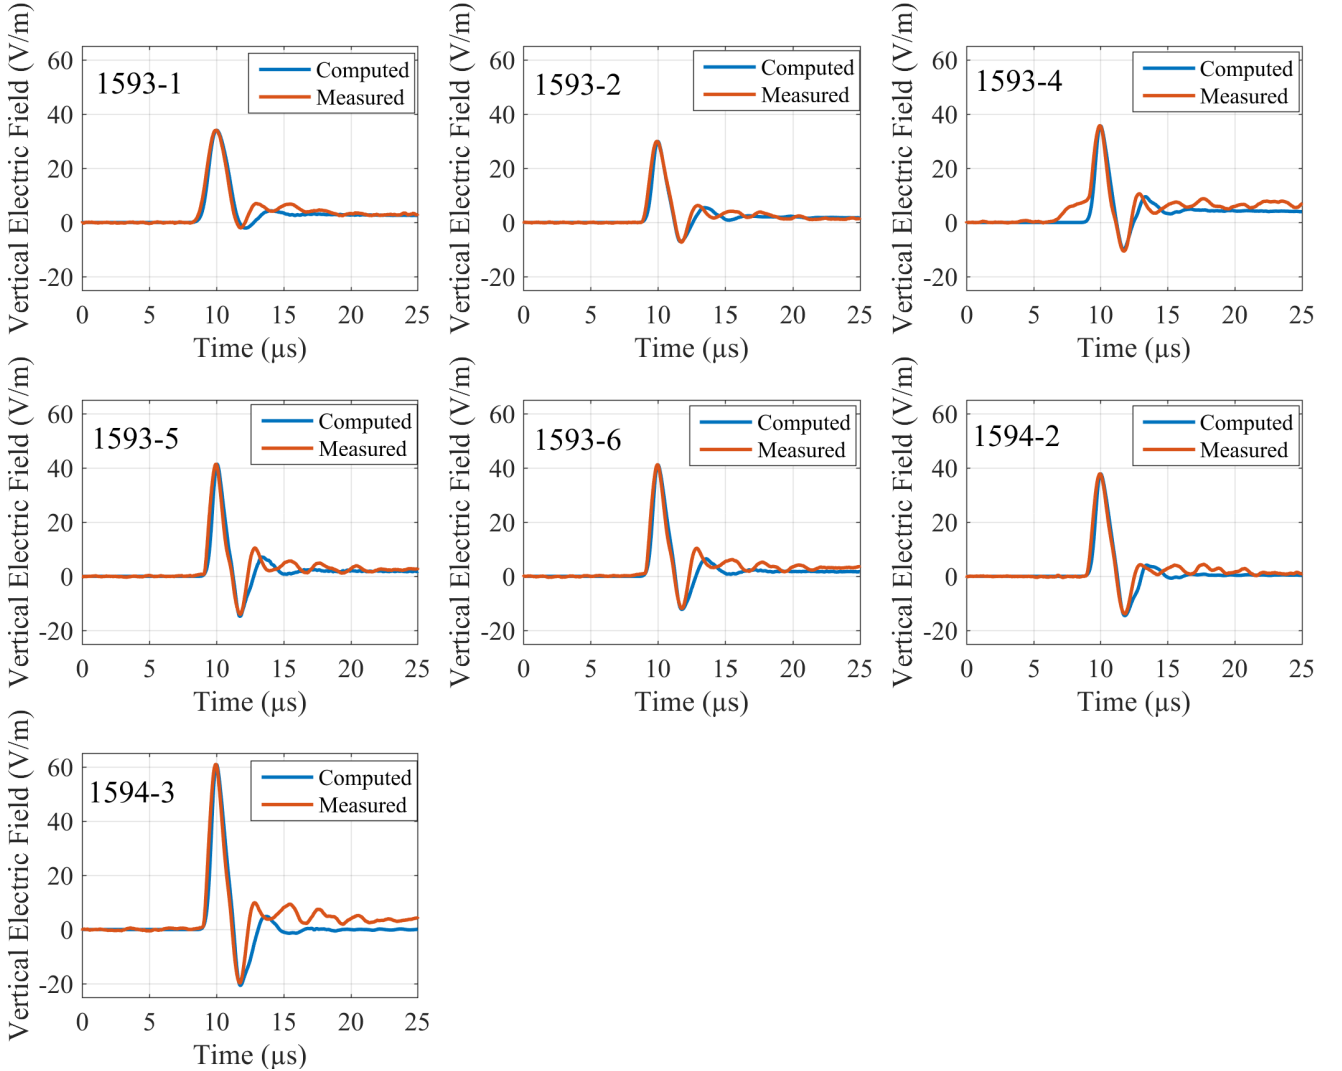 Vertical Electric Field (V/m)
60
40
20
0
-20
1593-1
Computed
Measured
0 5 10 15 20 25
Time (µs)
Vertical Electric Field (V/m)
60
40
20
0
-20
1593-2
Computed
Measured
0 5 10 15 20 25
Time (µs)
Vertical Electric Field (V/m)
60
40
20
0
-20
1593-4
Computed
Measured
0 5 10 15 20 25
Time (µs)
Vertical Electric Field (V/m)
60
40
20
0
-20
1593-5
Computed
Measured
0 5 10 15 20 25
Time (µs)
Vertical Electric Field (V/m)
60
40
20
0
-20
1593-6
Computed
Measured
0 5 10 15 20 25
Time (µs)
Vertical Electric Field (V/m)
60
40
20
0
-20
1594-2
Computed
Measured
0 5 10 15 20 25
Time (µs)
Vertical Electric Field (V/m)
60
40
20
0
-20
1594-3
Computed
Measured
0 5 10 15 20 25
Time (µs)